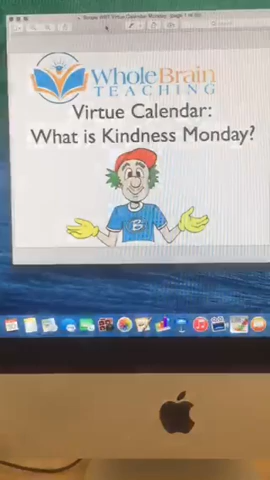 Whole Brain
TEACHING
Virtue Calendar:
What is Kindness Monday?
B